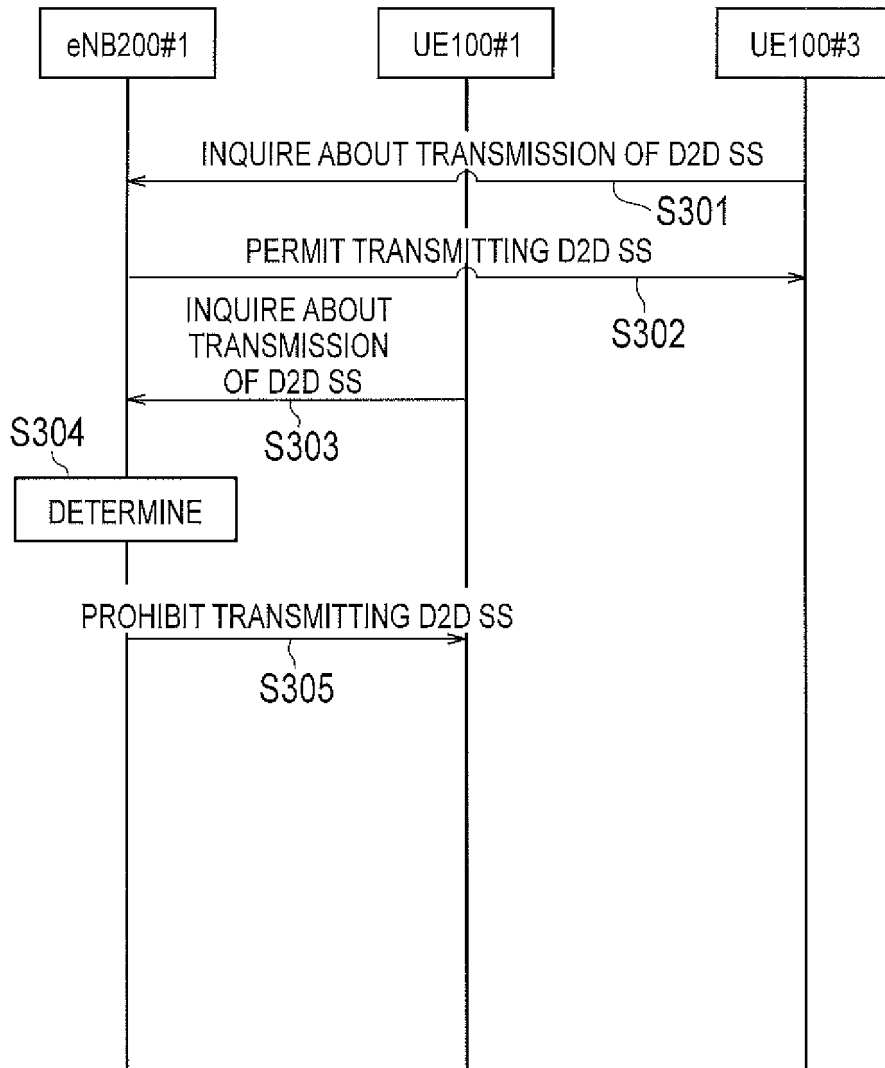 eNB200#1
UE100#1
UE100#3
INQUIRE ABOUT TRANSMISSION OF D2D SS
S301
PERMIT TRANSMITTING D2D SS
S302
INQUIRE ABOUT
TRANSMISSION
OF D2D SS
S303
S304
DETERMINE
PROHIBIT TRANSMITTING D2D SS
S305